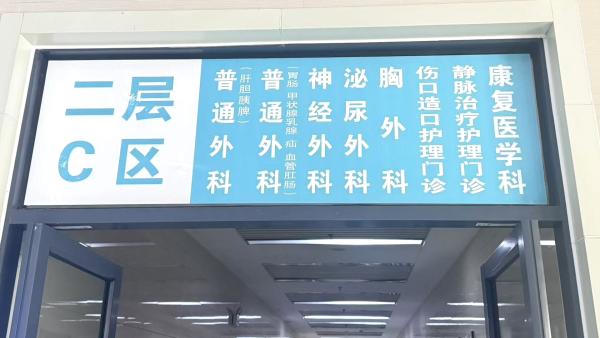 二层
C区
普通外科
(肝胆胰脾)
普通外科
(胃肠 甲状腺乳腺 疝 血管肛肠)
神经外科
泌尿外科
胸外科
伤口造口护理门诊
静脉治疗护理门诊
康复医学科